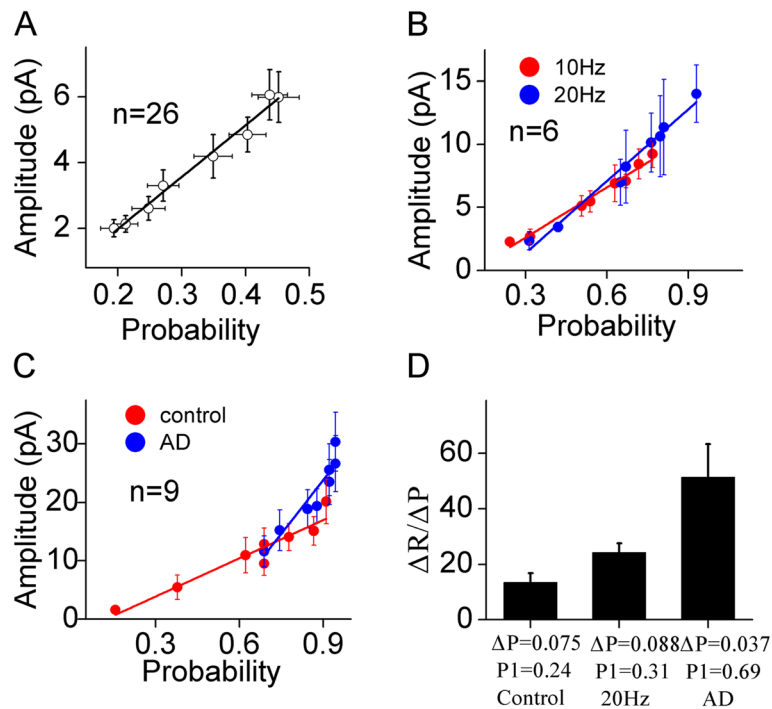 A
Amplitude (pA)
6
4
2
n=26
0.2 0.3 0.4 0.5
Probability
B
Amplitude (pA)
15
10
5
0
10Hz
20Hz
n=6
0.3 0.6 0.9
Probability
C
Amplitude (pA)
30
20
10
0
control
AD
n=9
0.3 0.6 0.9
Probability
D
ΔR/ΔP
60
40
20
0
ΔP=0.075 ΔP=0.088 ΔP=0.037
P1=0.24 P1=0.31 P1=0.69
Control 20Hz AD